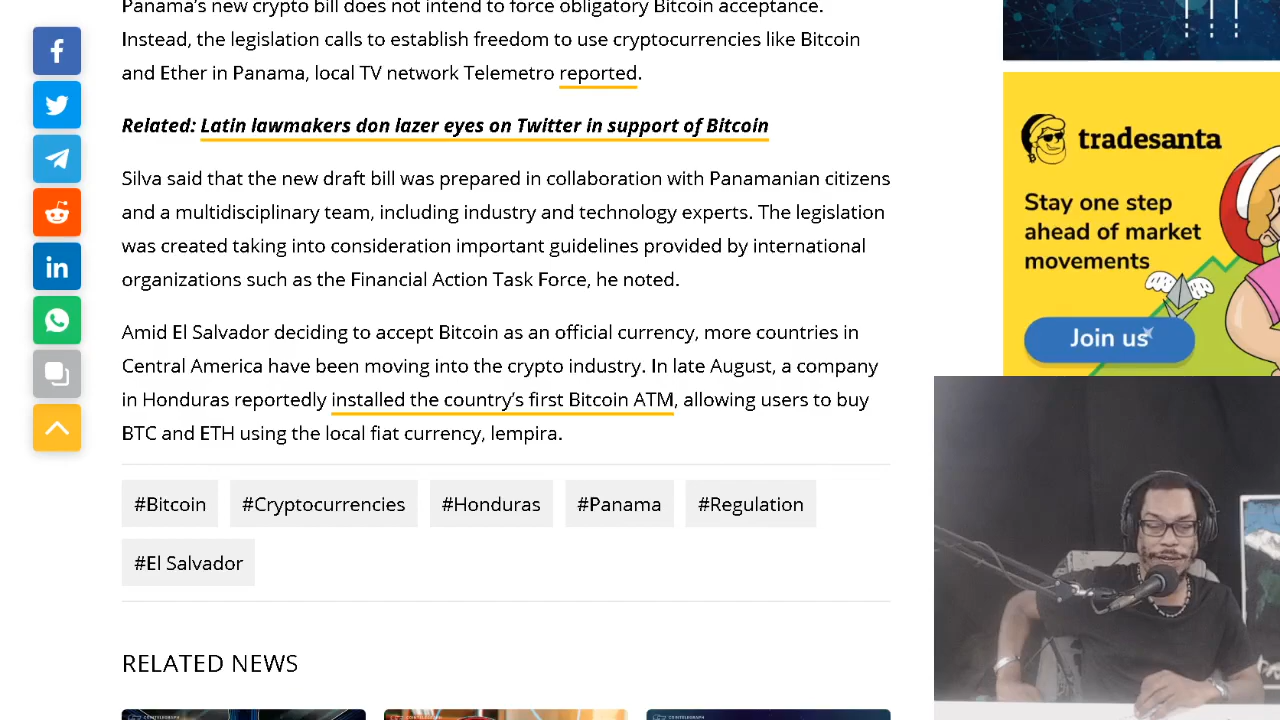 Panama's new crypto bill does not intend to force obligatory Bitcoin acceptance.
Instead, the legislation calls to establish freedom to use cryptocurrencies like Bitcoin
and Ether in Panama, local TV network Telemetro reported.
Related: Latin lawmakers don lazer eyes on Twitter in support of Bitcoin
Silva said that the new draft bill was prepared in collaboration with Panamanian citizens
and a multidisciplinary team, including industry and technology experts. The legislation
was created taking into consideration important guidelines provided by international
organizations such as the Financial Action Task Force, he noted.
Amid El Salvador deciding to accept Bitcoin as an official currency, more countries in
Central America have been moving into the crypto industry. In late August, a company
in Honduras reportedly installed the country's first Bitcoin ATM, allowing users to buy
BTC and ETH using the local fiat currency, lempira.
#Bitcoin #Cryptocurrencies #Honduras #Panama #Regulation
#El Salvador
RELATED NEWS
COINTELEGRAPH COINTELEGRAPH COINTELEGRAPH
tradesanta
Stay one step
ahead of market
movements
Join us